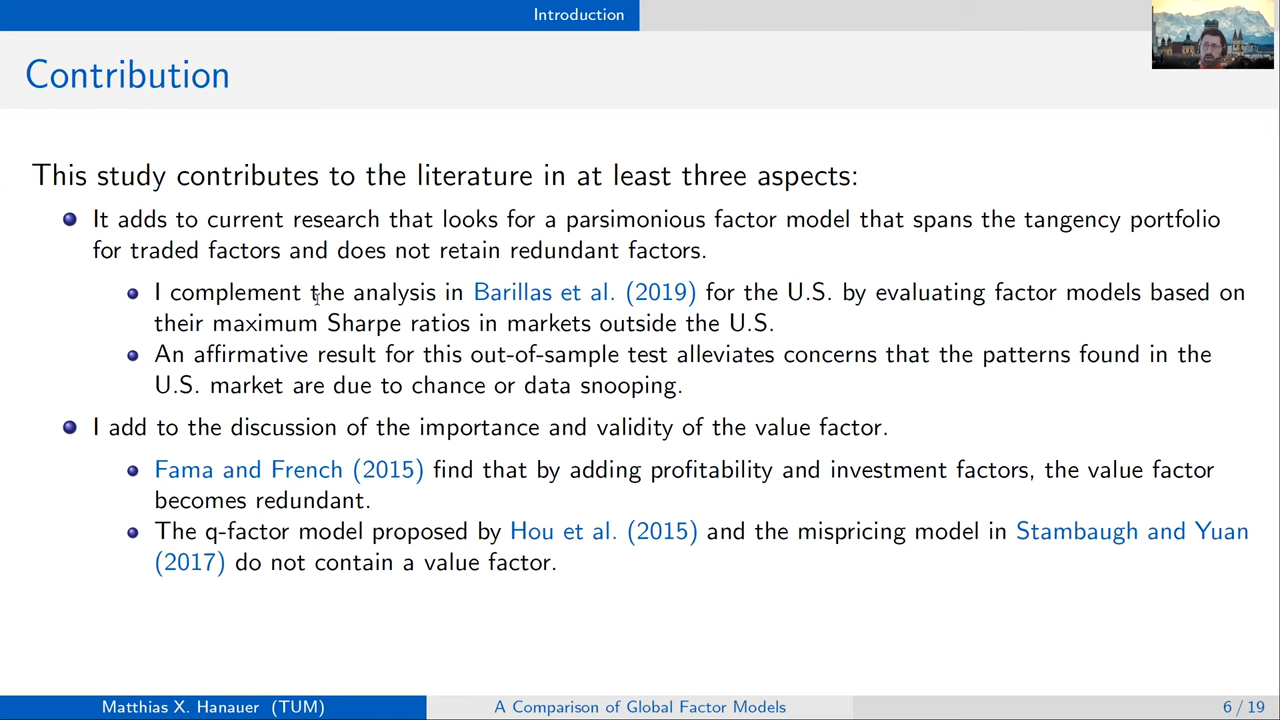 Introduction
Contribution
This study contributes to the literature in at least three aspects:
It adds to current research that looks for a parsimonious factor model that spans the tangency portfolio
for traded factors and does not retain redundant factors.
I complement the analysis in Barillas et al. (2019) for the U.S. by evaluating factor models based on
their maximum Sharpe ratios in markets outside the U.S.
An affirmative result for this out-of-sample test alleviates concerns that the patterns found in the
U.S. market are due to chance or data snooping.
I add to the discussion of the importance and validity of the value factor.
Fama and French (2015) find that by adding profitability and investment factors, the value factor
becomes redundant.
The q-factor model proposed by Hou et al. (2015) and the mispricing model in Stambaugh and Yuan
(2017) do not contain a value factor.
Matthias X. Hanauer (TUM)
A Comparison of Global Factor Models
6 / 19